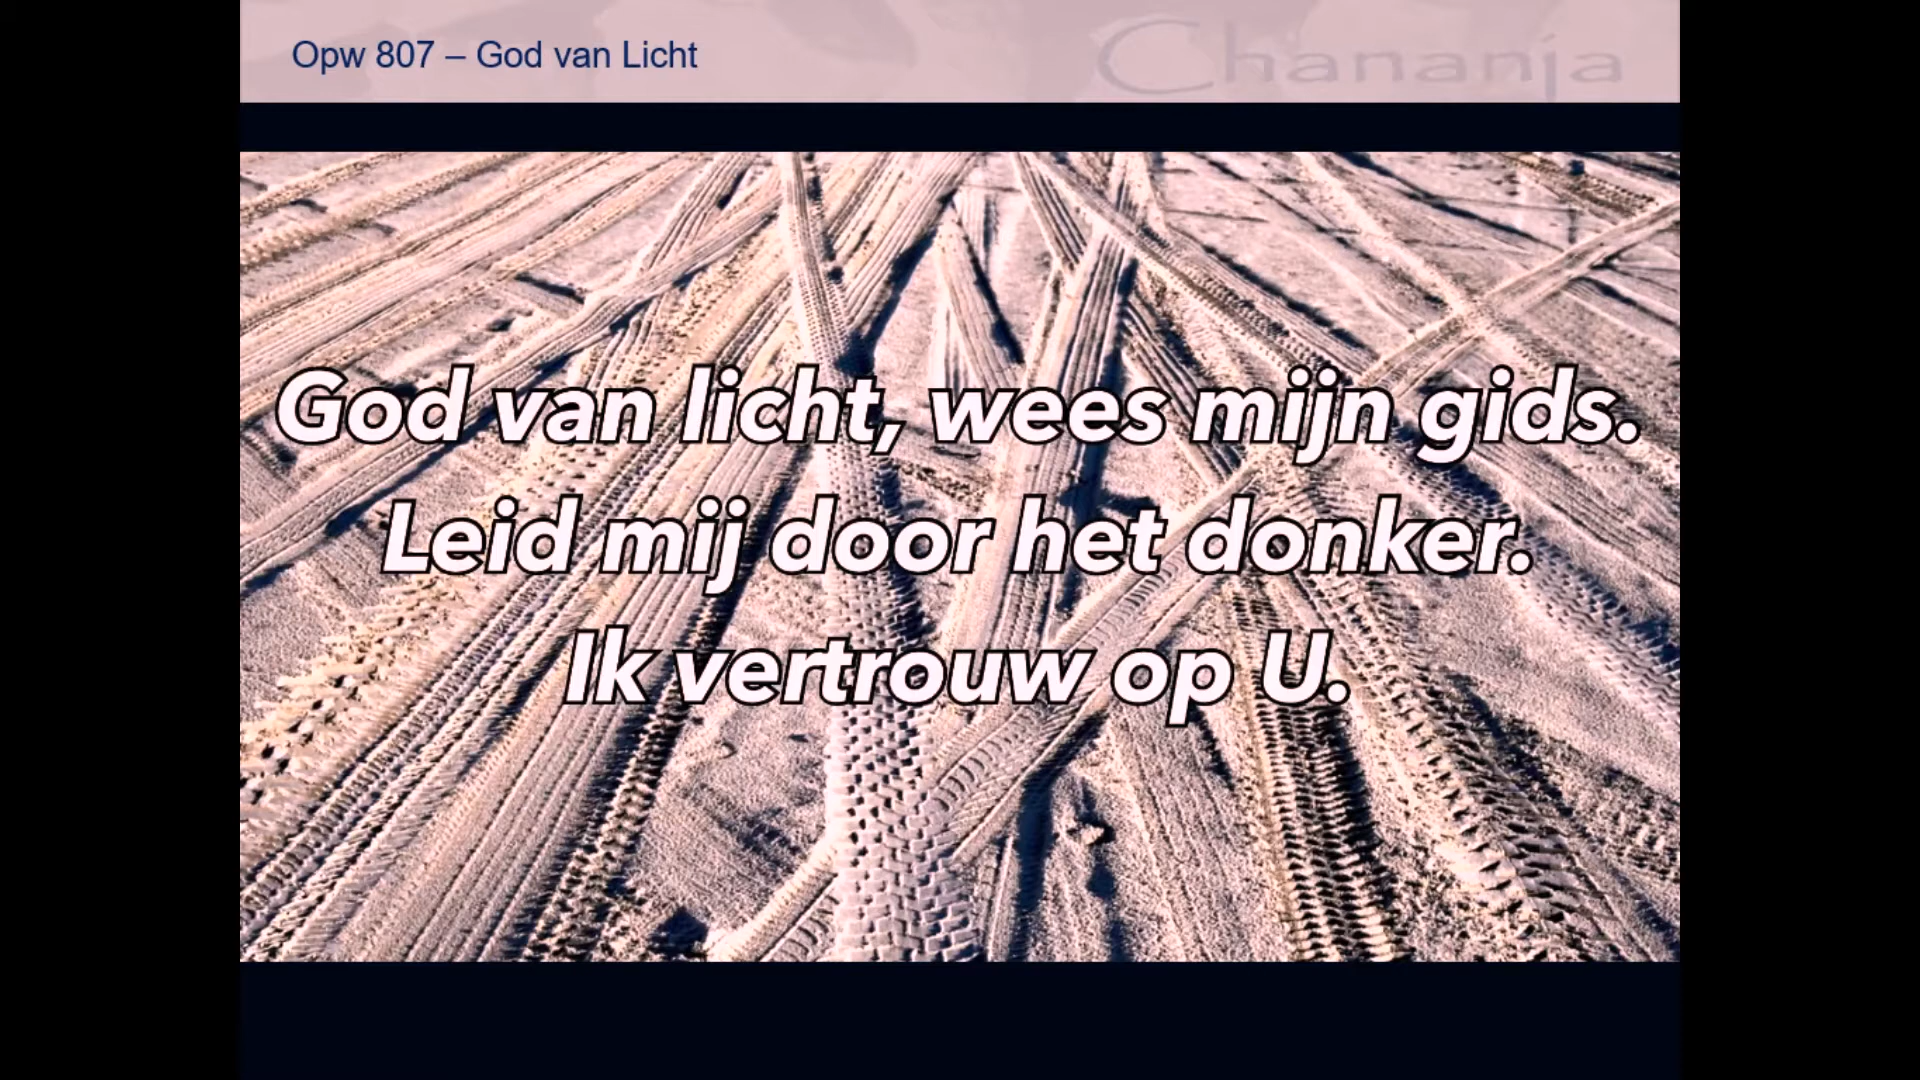 Opw 807 – God van Licht
Chananja
God van licht, wees mijn gids.
Leid mij door het donker.
Ik vertrouw op U.